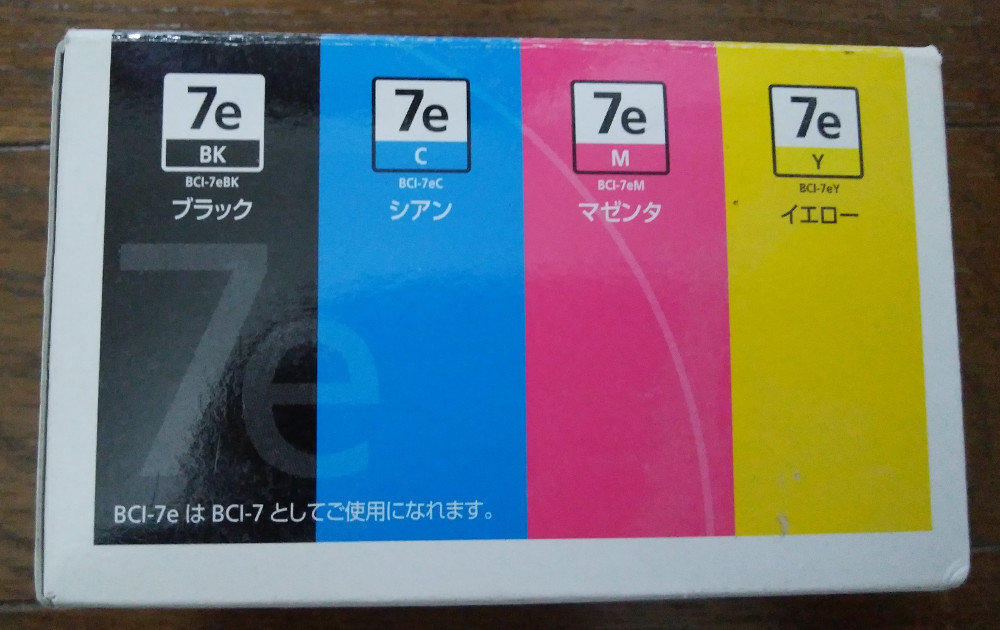 7e
BK
BCI-7eBK
ブラック
7e
C
BCI-7eC
シアン
7e
M
BCI-7eM
マゼンタ
7e
Y
BCI-7eY
イエロー
7e
BCI-7e は BCI-7 としてご使用になれます。